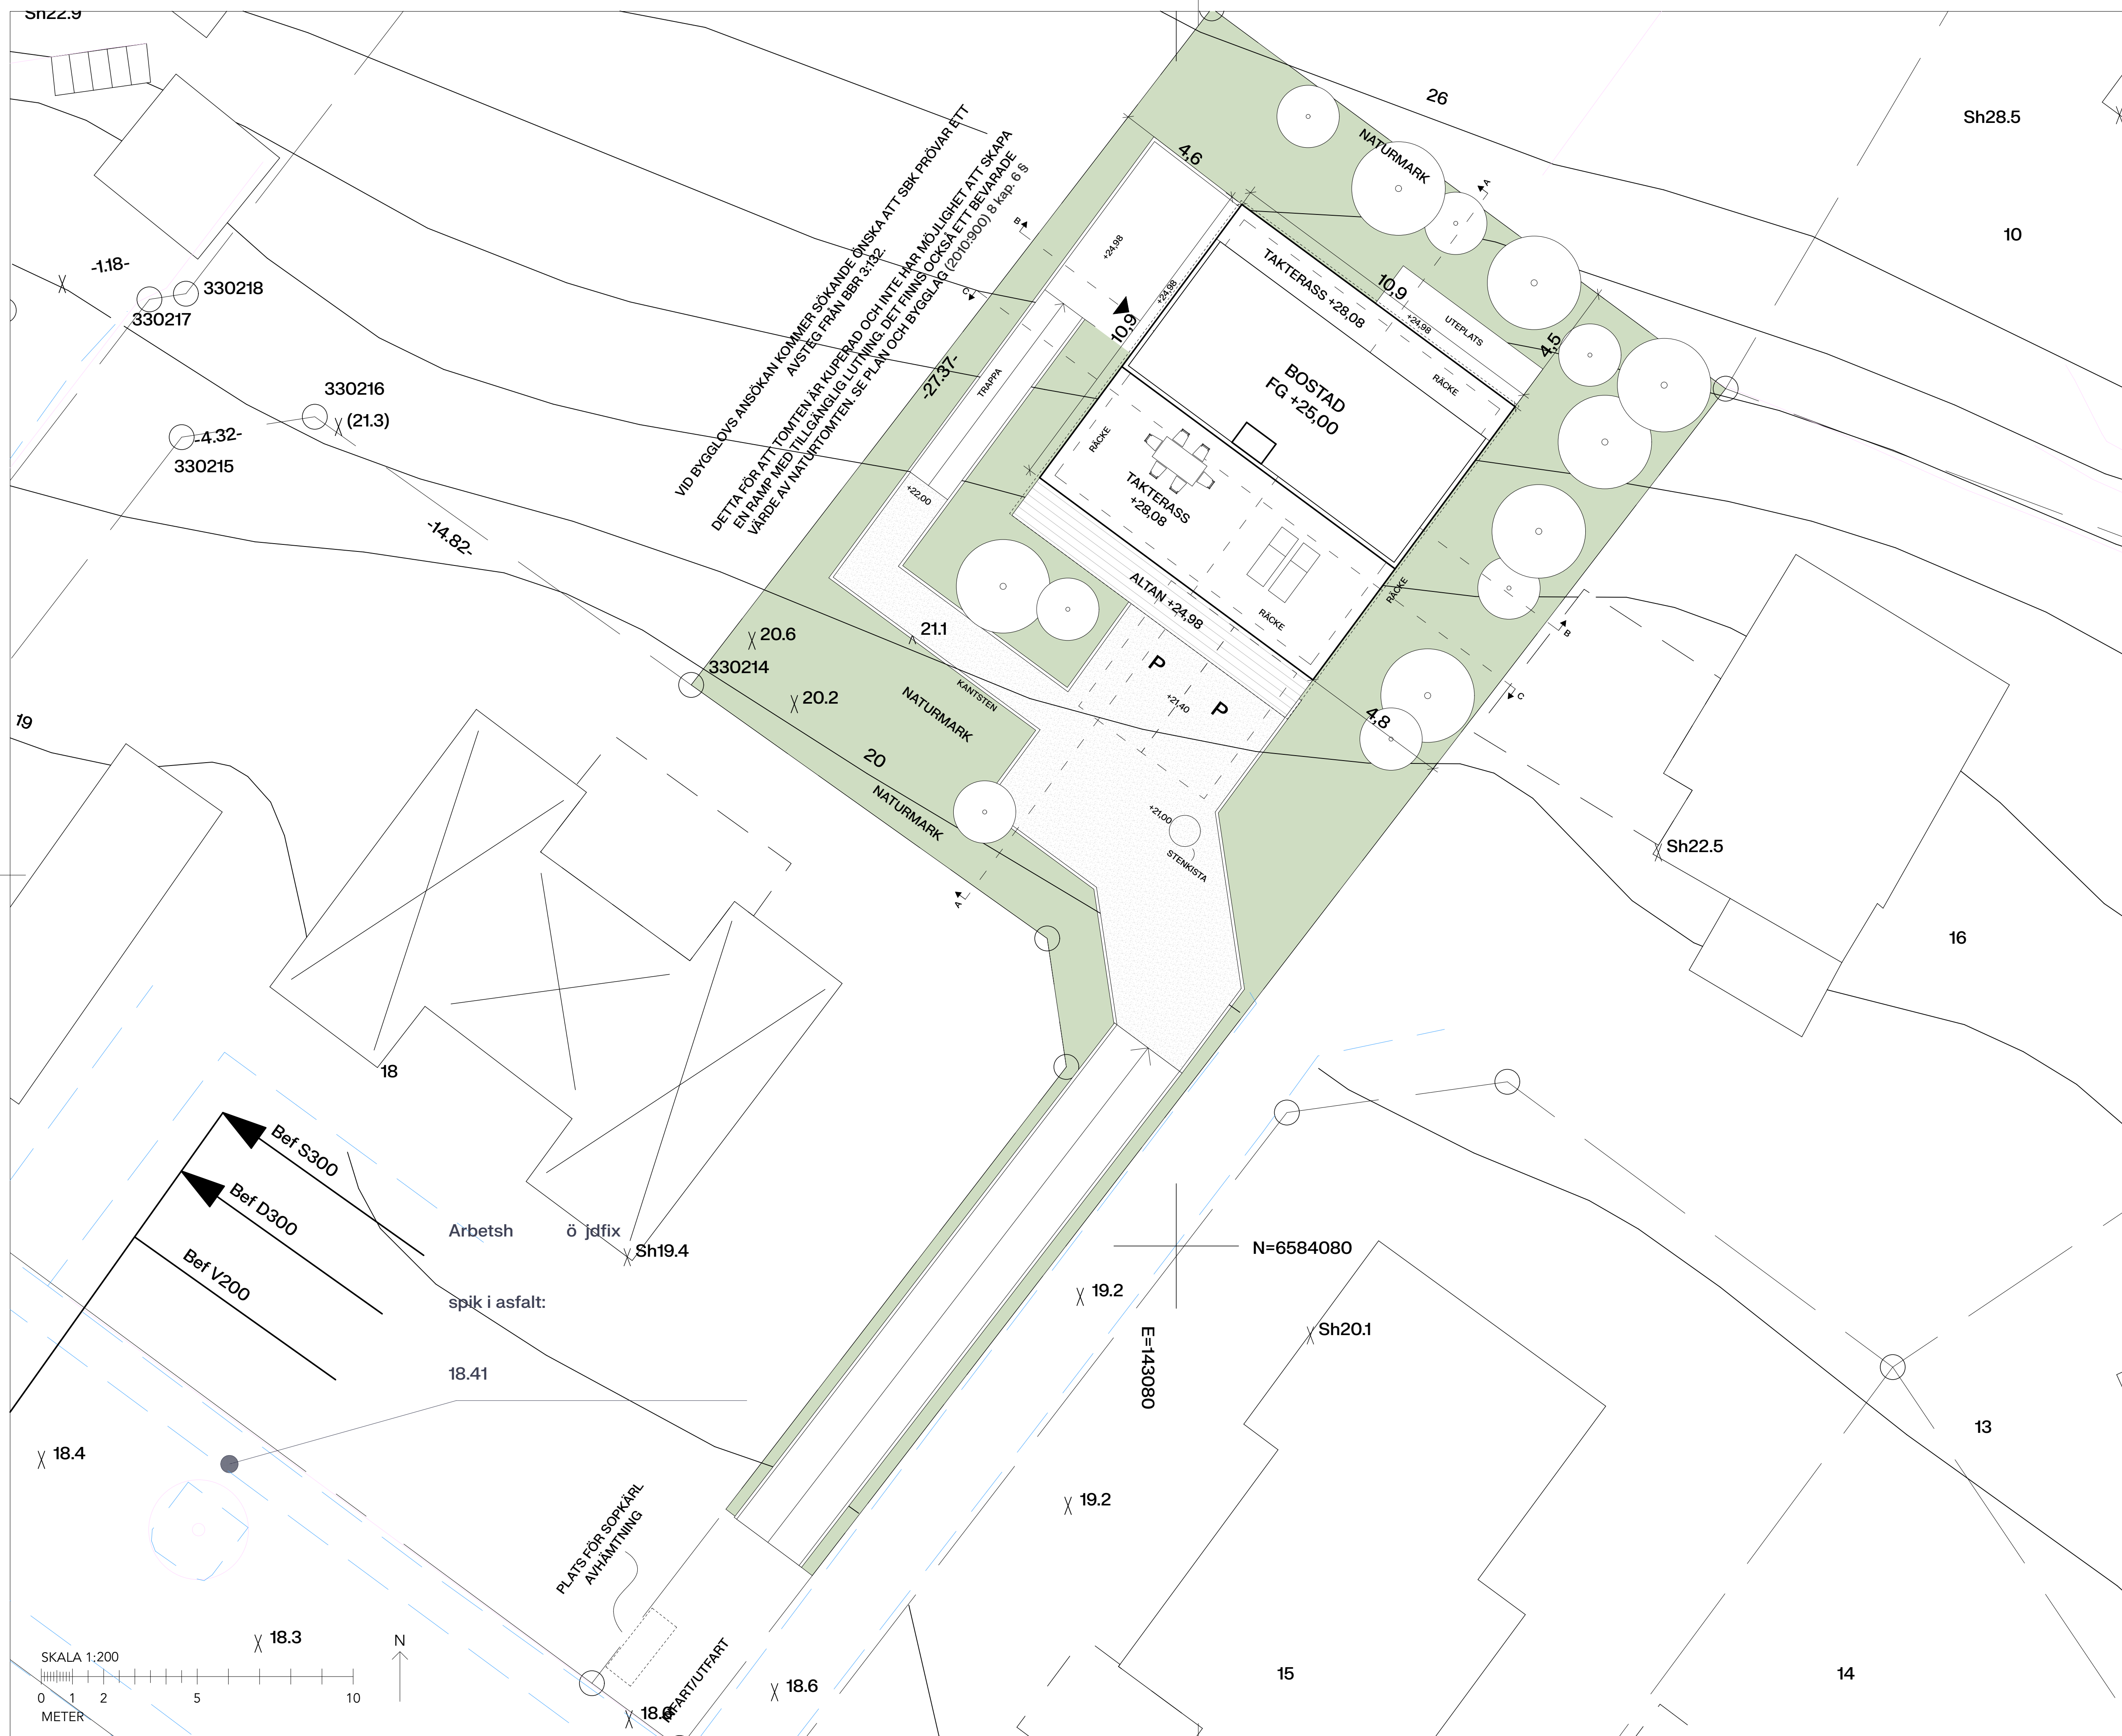 Sh22.9
26
Sh28.5
10
NATURMARK
4,6
A
B
C
VID BYGGLOVS ANSÖKAN KOMMER SÖKANDE ÖNSKA ATT SBK PRÖVAR ETT
AVSTEG FRÅN BBR 3:132.
DETTA FÖR ATT TOMTEN ÄR KUPERAD OCH INTE HAR MÖJLIGHET ATT SKAPA
EN RAMP MED TILLGÄNGLIG LUTNING. DET FINNS OCKSÅ ETT BEVARADE
VÄRDE AV NATURTOMTEN. SE PLAN OCH BYGGLAG (2010:900) 8 kap. 6 §
+24,98
+24,98
10,9
TAKTERASS +28,08
10,9
+24,98
UTEPLATS
4,5
RÄCKE
BOSTAD
FG +25,00
-1.18-
330218
330217
330216
(21.3)
-4.32-
330215
-14.82-
-27.37-
TRAPPA
+22,00
RÄCKE
TAKTERASS
+28,08
RÄCKE
RÄCKE
ALTAN +24,98
B
C
20.6
21.1
330214
20.2
KANTSTEN
NATURMARK
P
P
+21,40
4,8
19
20
NATURMARK
+21,00
STENKISTA
A
Sh22.5
16
18
Bef S300
Bef D300
Bef V200
Arbetsh ö jdfix
spik i asfalt:
18.41
Sh19.4
N=6584080
E=143080
19.2
Sh20.1
13
18.4
19.2
PLATS FÖR SOPKÄRL
AVHÄMTNING
18.3
SKALA 1:200
0 1 2 5 10
METER
N
INFART/UTFART
18.6
15
14